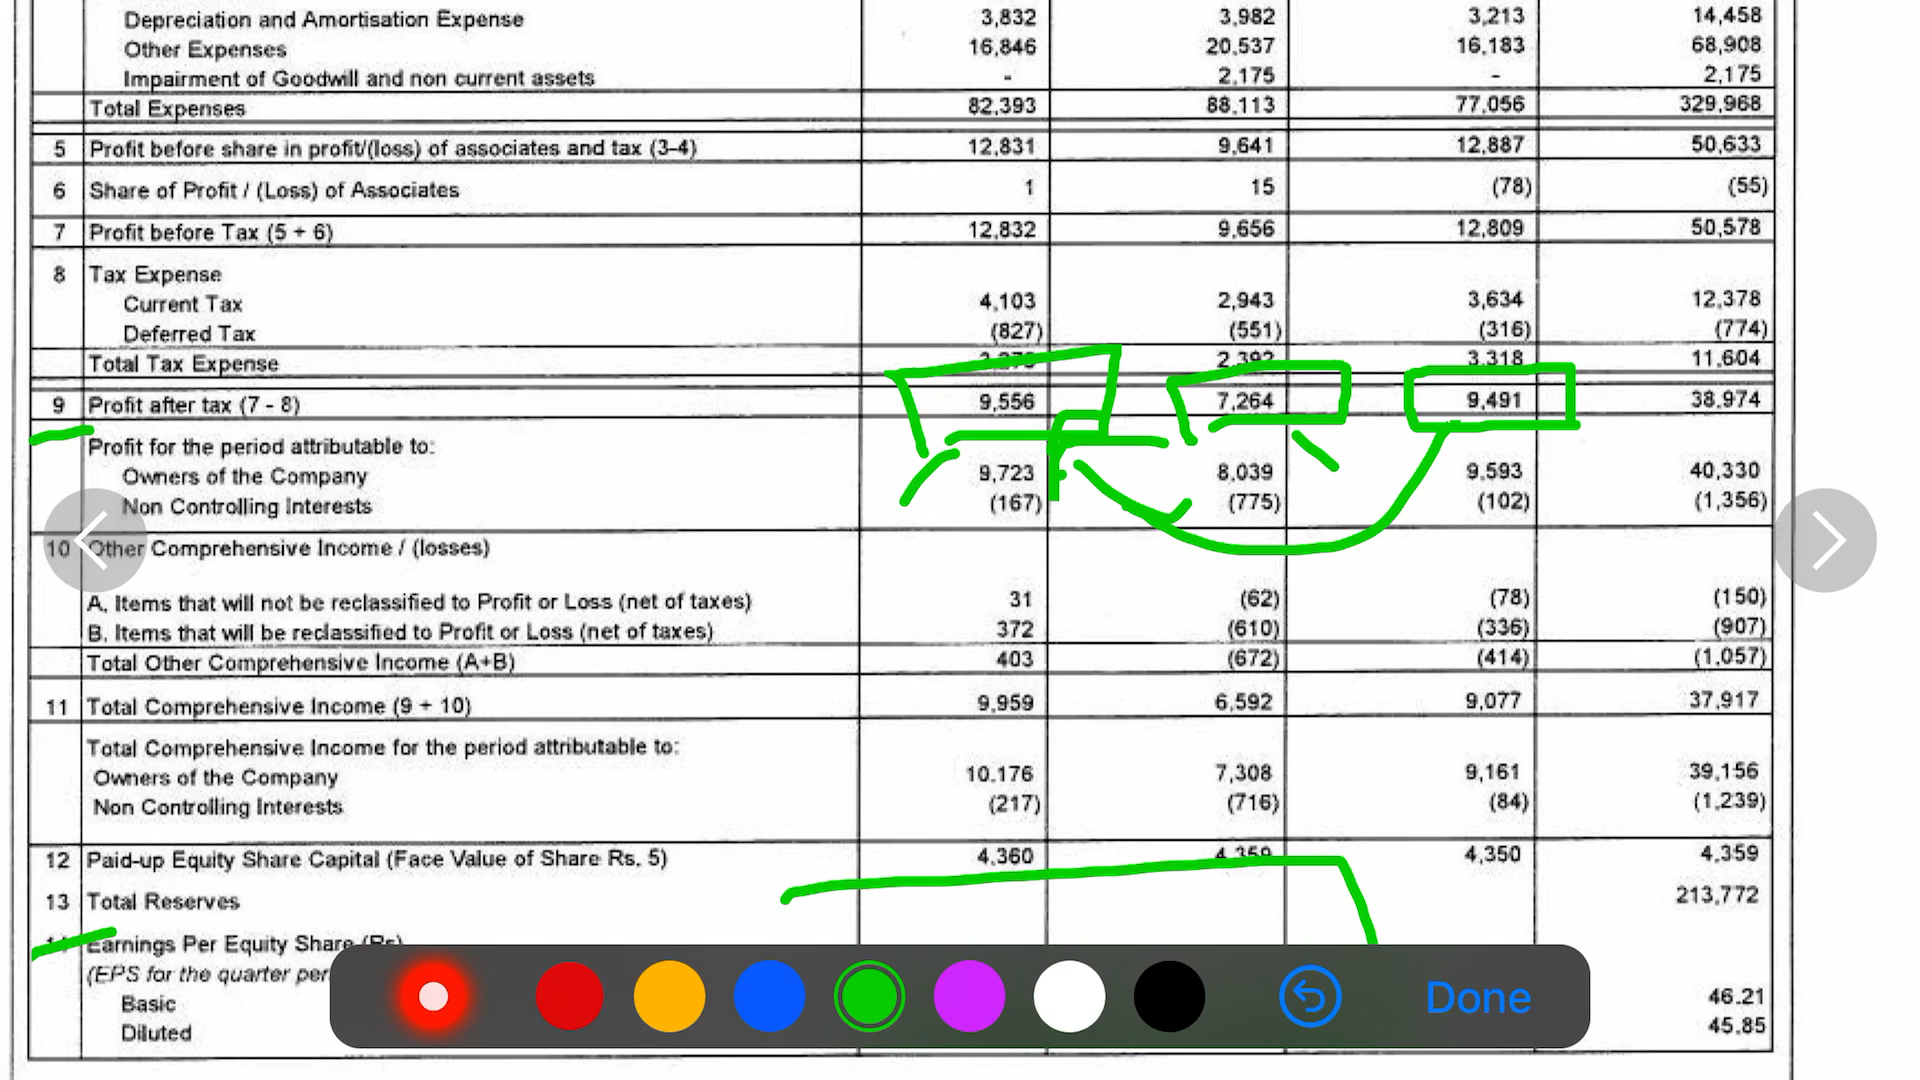 Depreciation and Amortisation Expense 3,832 3,982 3,213 14,458
Other Expenses 16,846 20,537 16,183 68,908
Impairment of Goodwill and non current assets - 2,175 - 2,175
Total Expenses 82,393 88,113 77,056 329,968
5 Profit before share in profit/(loss) of associates and tax (3-4) 12,831 9,641 12,887 50,633
6 Share of Profit / (Loss) of Associates 1 15 (78) (55)
7 Profit before Tax (5 + 6) 12,832 9,656 12,809 50,578
8 Tax Expense
Current Tax 4,103 2,943 3,634 12,378
Deferred Tax (827) (551) (316) (774)
Total Tax Expense 2,392 3,318 11,604
9 Profit after tax (7 - 8) 9,556 7,264 9,491 38,974
Profit for the period attributable to:
Owners of the Company 9,723 8,039 9,593 40,330
Non Controlling Interests (167) (775) (102) (1,356)
10 Other Comprehensive Income / (losses)
A. Items that will not be reclassified to Profit or Loss (net of taxes) 31 (62) (78) (150)
B. Items that will be reclassified to Profit or Loss (net of taxes) 372 (610) (336) (907)
Total Other Comprehensive Income (A+B) 403 (672) (414) (1,057)
11 Total Comprehensive Income (9 + 10) 9,959 6,592 9,077 37,917
Total Comprehensive Income for the period attributable to:
Owners of the Company 10,176 7,308 9,161 39,156
Non Controlling Interests (217) (716) (84) (1,239)
12 Paid-up Equity Share Capital (Face Value of Share Rs. 5) 4,360 4,359 4,350 4,359
13 Total Reserves 213,772
Earnings Per Equity Share (Rs)
(EPS for the quarter
Basic 46.21
Diluted 45.85
Done